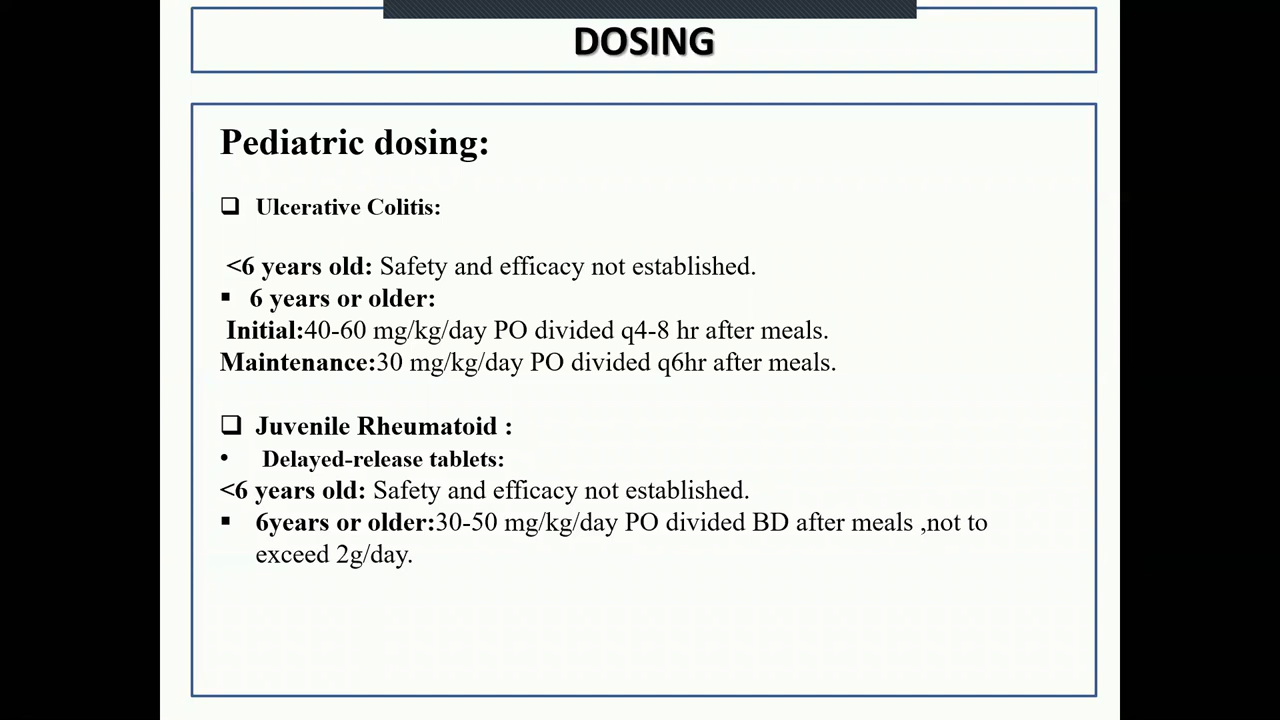 DOSING
Pediatric dosing:
❑ Ulcerative Colitis:
<6 years old: Safety and efficacy not established.
▪ 6 years or older:
Initial:40-60 mg/kg/day PO divided q4-8 hr after meals.
Maintenance:30 mg/kg/day PO divided q6hr after meals.
❑ Juvenile Rheumatoid :
• Delayed-release tablets:
<6 years old: Safety and efficacy not established.
▪ 6years or older:30-50 mg/kg/day PO divided BD after meals ,not to
exceed 2g/day.